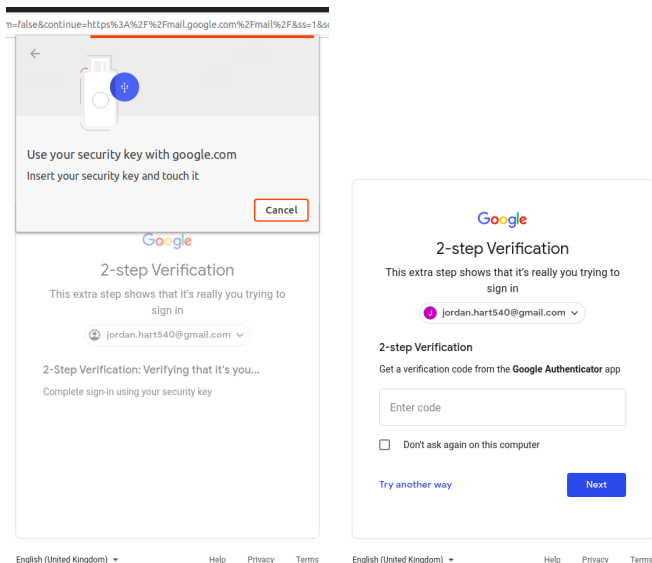 m=false&continue=https%3A%2F%2Fmail.google.com%2Fmail%2F&ss=1&s
Use your security key with google.com
Insert your security key and touch it
Cancel
Google
2-step Verification
This extra step shows that it's really you trying to
sign in
jordan.hart540@gmail.com
2-Step Verification: Verifying that it's you...
Complete sign-in using your security key
English (United Kingdom)
Help
Privacy
Terms
Google
2-step Verification
This extra step shows that it's really you trying to
sign in
J
jordan.hart540@gmail.com
2-step Verification
Get a verification code from the Google Authenticator app
Enter code
Don't ask again on this computer
Try another way
Next
English (United Kingdom)
Help
Privacy
Terms